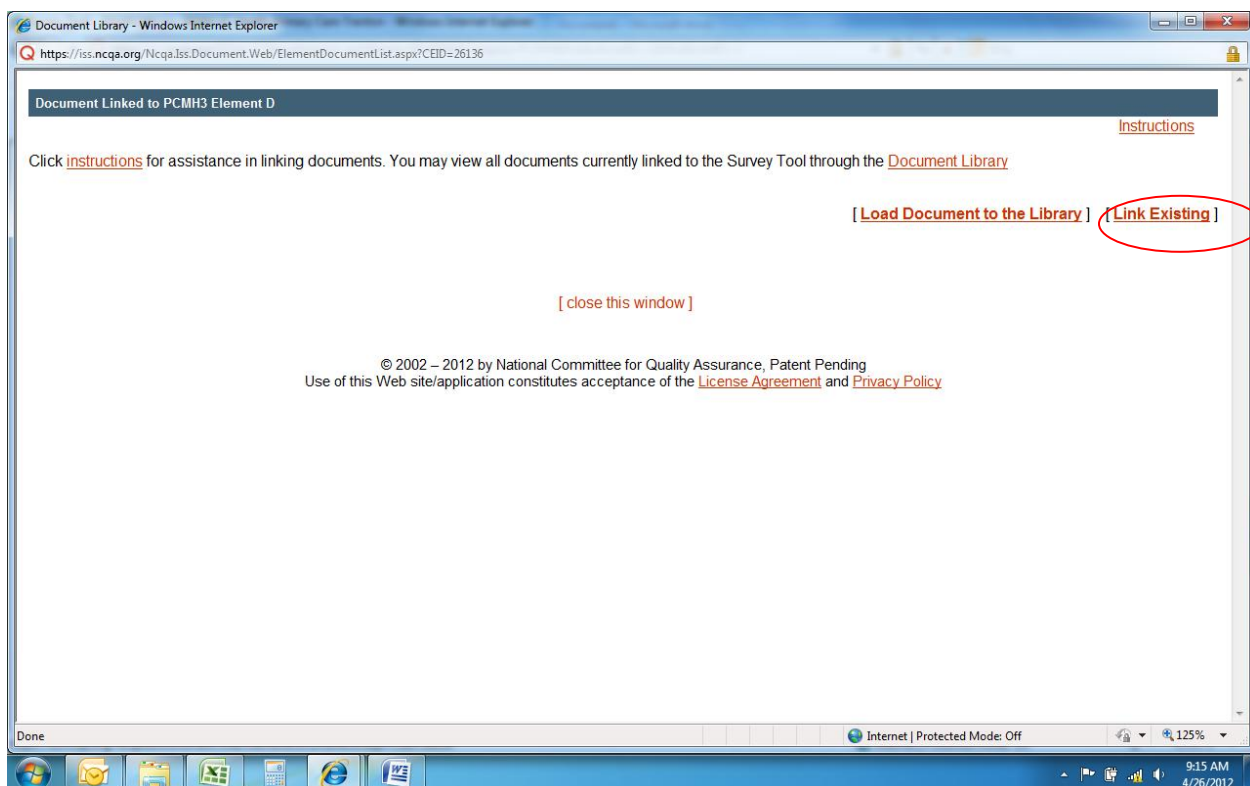 Document Library - Windows Internet Explorer
https://iss.ncqa.org/Ncqa.Iss.Document.Web/ElementDocumentList.aspx?CEID=26136
Document Linked to PCMH3 Element D
Instructions
Click instructions for assistance in linking documents. You may view all documents currently linked to the Survey Tool through the Document Library
[ Load Document to the Library ] [ Link Existing ]
[ close this window ]
© 2002 – 2012 by National Committee for Quality Assurance, Patent Pending
Use of this Web site/application constitutes acceptance of the License Agreement and Privacy Policy
Done Internet | Protected Mode: Off 125%
9:15 AM
4/26/2012